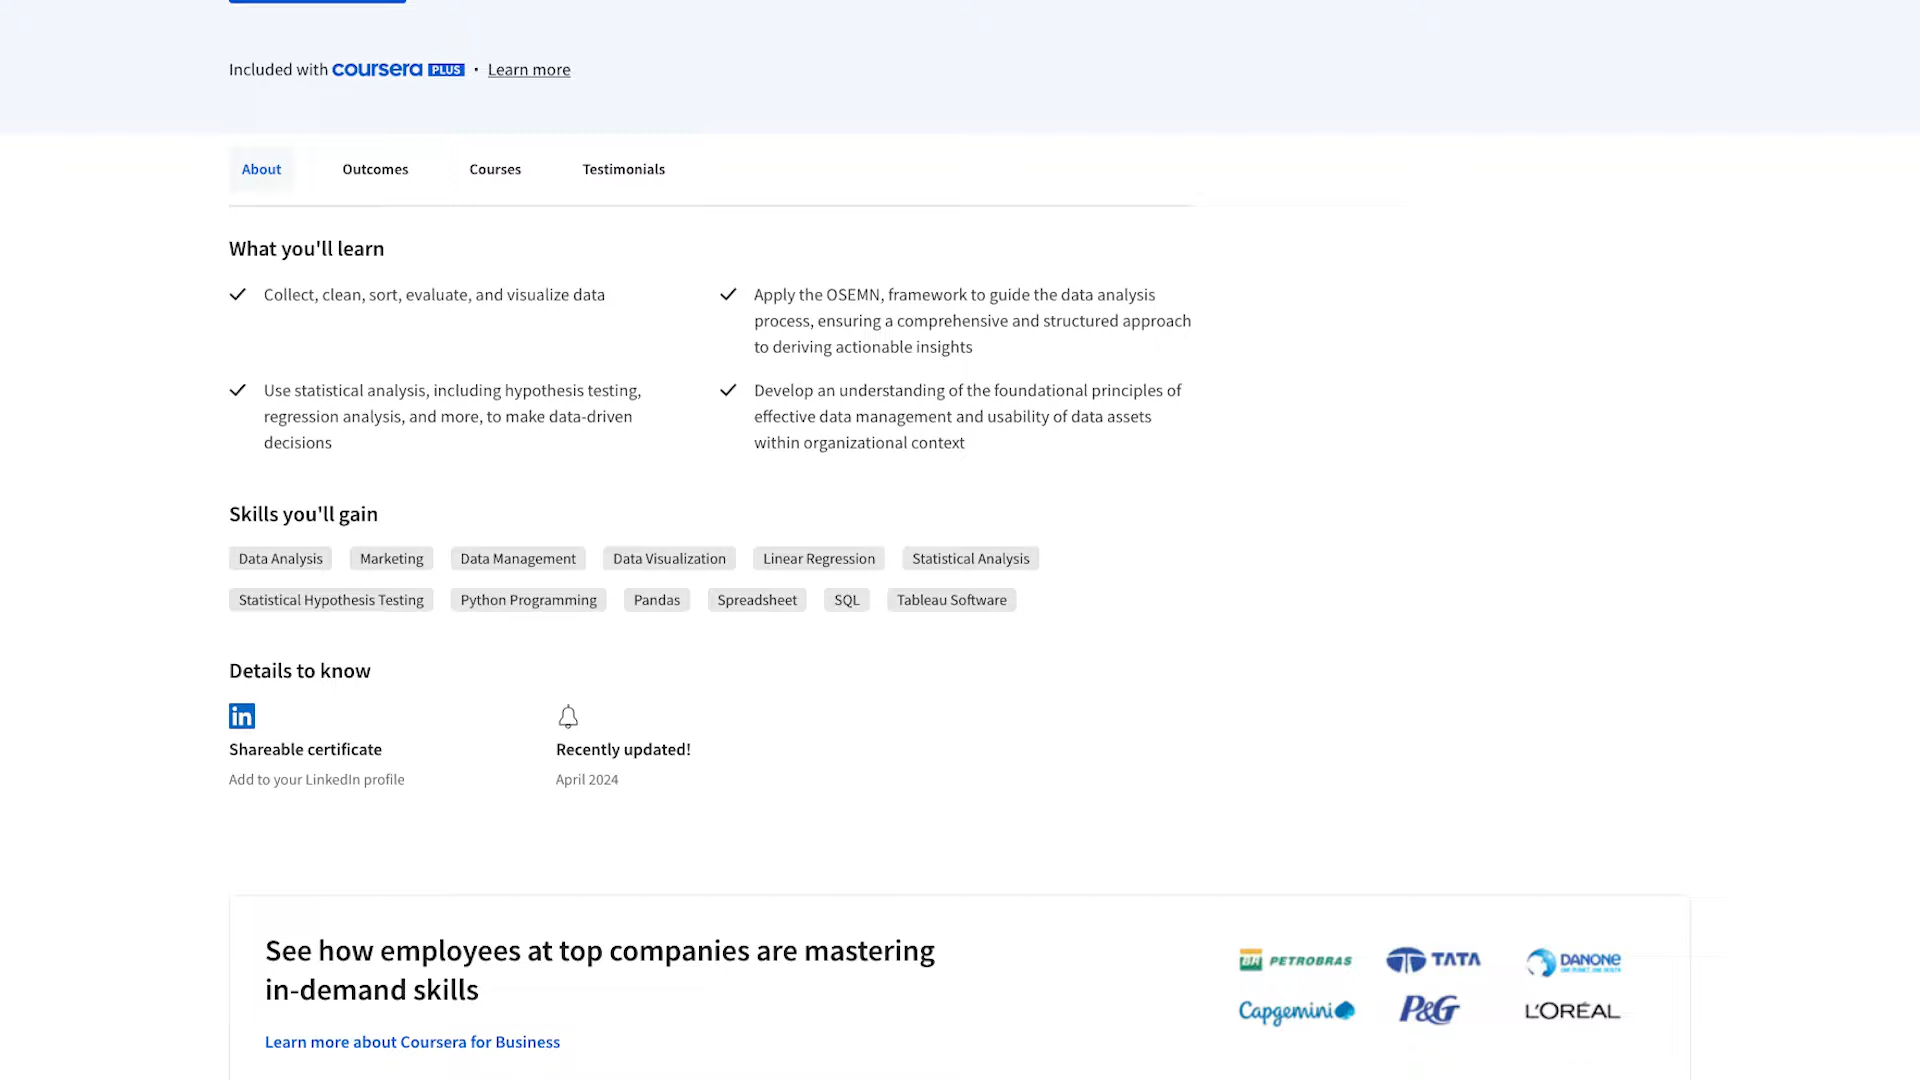 Included with coursera PLUS • Learn more
About Outcomes Courses Testimonials
What you'll learn
Collect, clean, sort, evaluate, and visualize data
Apply the OSEMN, framework to guide the data analysis
process, ensuring a comprehensive and structured approach
to deriving actionable insights
Use statistical analysis, including hypothesis testing,
regression analysis, and more, to make data-driven
decisions
Develop an understanding of the foundational principles of
effective data management and usability of data assets
within organizational context
Skills you'll gain
Data Analysis Marketing Data Management Data Visualization Linear Regression Statistical Analysis
Statistical Hypothesis Testing Python Programming Pandas Spreadsheet SQL Tableau Software
Details to know
in
Shareable certificate
Add to your LinkedIn profile
Recently updated!
April 2024
See how employees at top companies are mastering
in-demand skills
Learn more about Coursera for Business
BR PETROBRAS TATA DANONE
Capgemini P&G L'ORÉAL